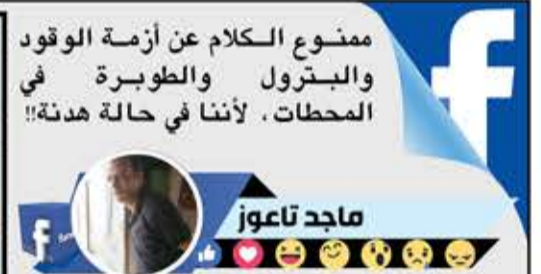 ممنوع الكلام عن أزمة الوقود
والبترول والطوبرة في
المحطات، لأننا في حالة هدنة!!
ماجد تاعوز